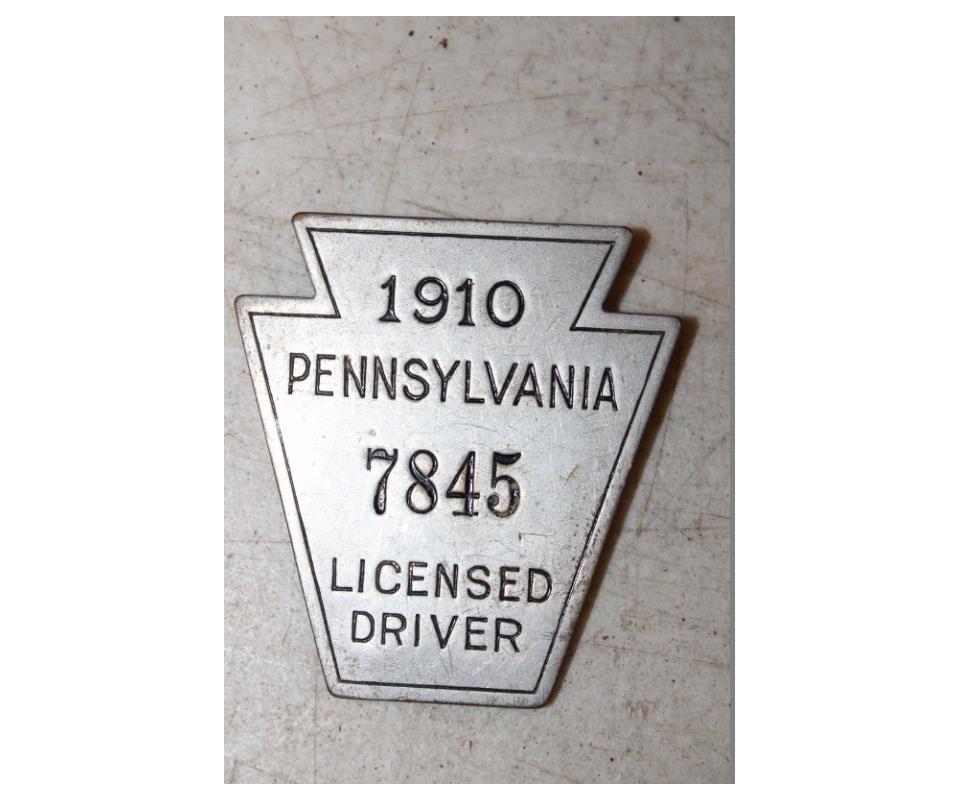 1910
PENNSYLVANIA
7845
LICENSED
DRIVER